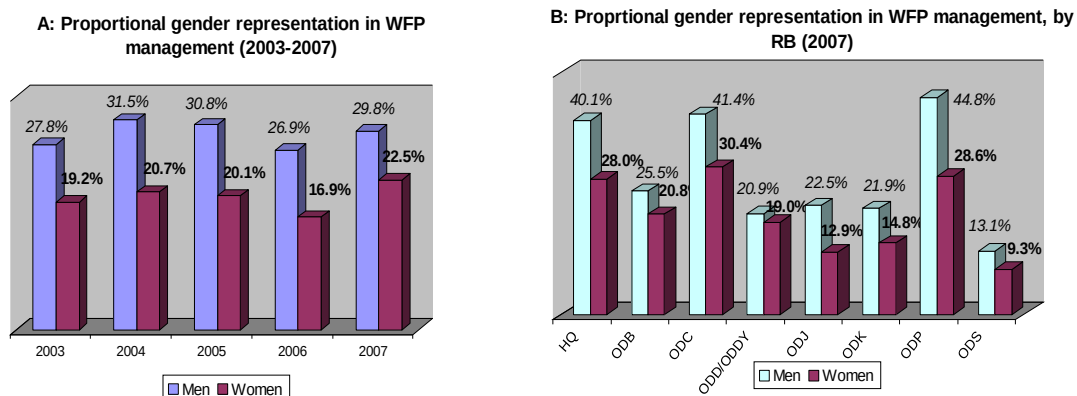 A: Proportional gender representation in WFP
management (2003-2007)
27.8%
19.2%
31.5%
20.7%
30.8%
20.1%
26.9%
16.9%
29.8%
22.5%
2003
2004
2005
2006
2007
Men
Women
B: Proprtional gender representation in WFP management, by
RB (2007)
40.1%
28.0%
25.5%
20.8%
41.4%
30.4%
20.9%
19.0%
22.5%
12.9%
21.9%
14.8%
44.8%
28.6%
13.1%
9.3%
HQ
ODB
ODC
ODD/ODDY
ODJ
ODK
ODP
ODS
Men
Women